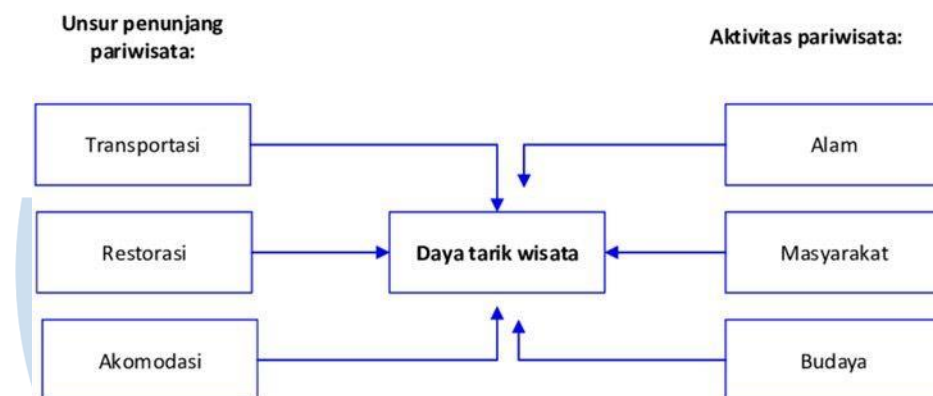 Unsur penunjang
pariwisata:
Aktivitas pariwisata:
Transportasi
Alam
Restorasi
Daya tarik wisata
Masyarakat
Akomodasi
Budaya